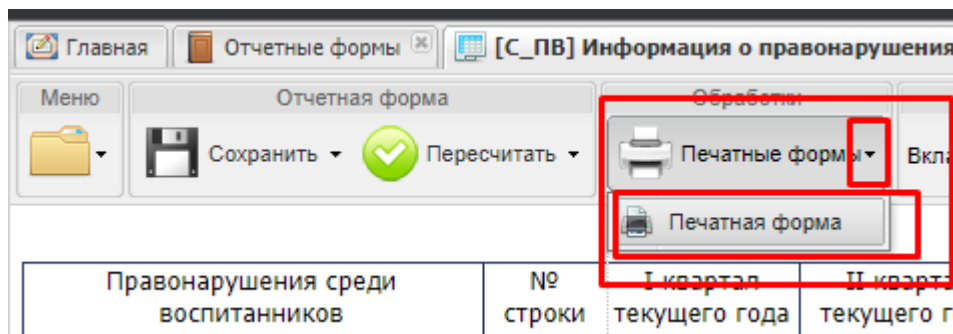 Главная Отчетные формы [С_ПВ] Информация о правонарушения
Меню Отчетная форма Обработки
Сохранить Пересчитать Печатные формы Вкла
Печатная форма
Правонарушения среди № I квартал II кварта
воспитанников строки текущего года текущего г